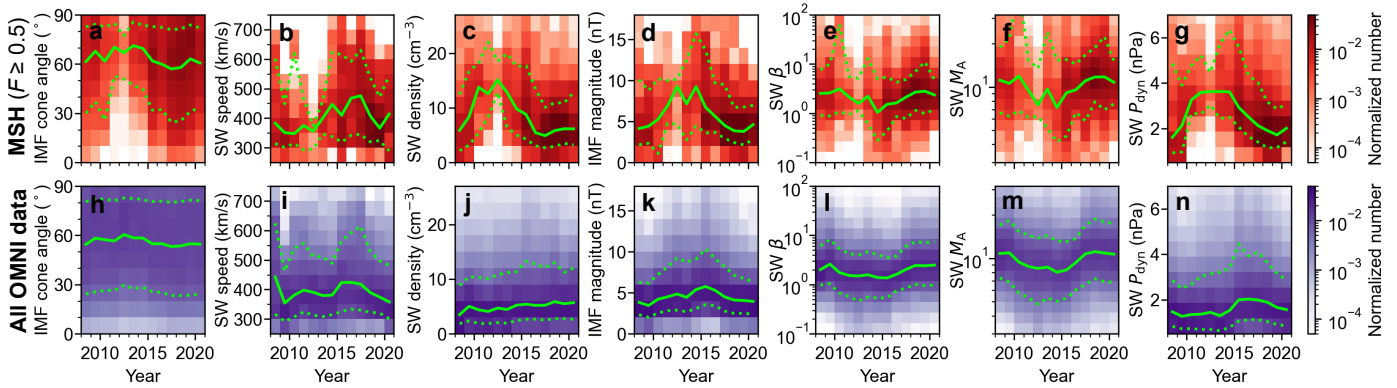 MSH (F ≥ 0.5)
IMF cone angle (°)
90
60
30
0
a
SW speed (km/s)
700
600
500
400
300
b
SW density (cm⁻³)
20
10
0
c
IMF magnitude (nT)
15
10
5
0
d
SW β
10²
10¹
10⁰
10⁻¹
e
SW M_A
10¹
f
SW P_dyn (nPa)
6
4
2
g
Normalized number
10⁻²
10⁻³
10⁻⁴
All OMNI data
IMF cone angle (°)
90
60
30
0
h
SW speed (km/s)
700
600
500
400
300
i
SW density (cm⁻³)
20
10
0
j
IMF magnitude (nT)
15
10
5
0
k
SW β
10²
10¹
10⁰
10⁻¹
l
SW M_A
10¹
m
SW P_dyn (nPa)
6
4
2
n
Normalized number
10⁻²
10⁻³
10⁻⁴
2010 2015 2020
2010 2015 2020
2010 2015 2020
2010 2015 2020
2010 2015 2020
2010 2015 2020
2010 2015 2020
Year Year Year Year Year Year Year